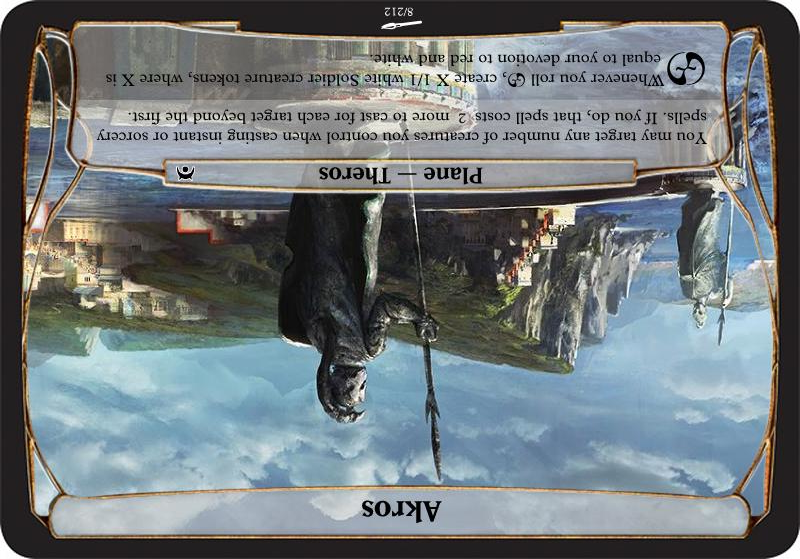 Akros
Plane — Theros
You may target any number of creatures you control when casting instant or sorcery
spells. If you do, that spell costs 2 more to cast for each target beyond the first.
Whenever you roll , create X 1/1 white Soldier creature tokens, where X is
equal to your devotion to red and white.
8/212